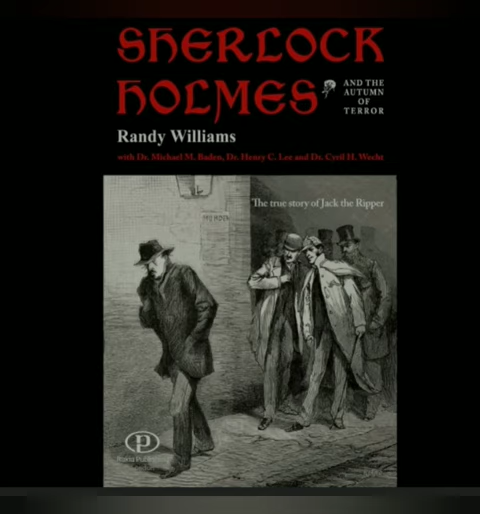 SHERLOCK
HOLMES
AND THE
AUTUMN
OF
TERROR
Randy Williams
with Dr. Michael M. Baden, Dr. Henry C. Lee and Dr. Cyril H. Wecht
The true story of Jack the Ripper
P